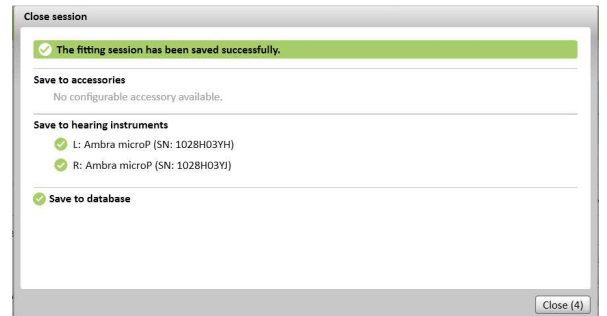 Close session
The fitting session has been saved successfully.
Save to accessories
No configurable accessory available.
Save to hearing instruments
L: Ambra microP (SN: 1028H03YH)
R: Ambra microP (SN: 1028H03YJ)
Save to database
Close (4)